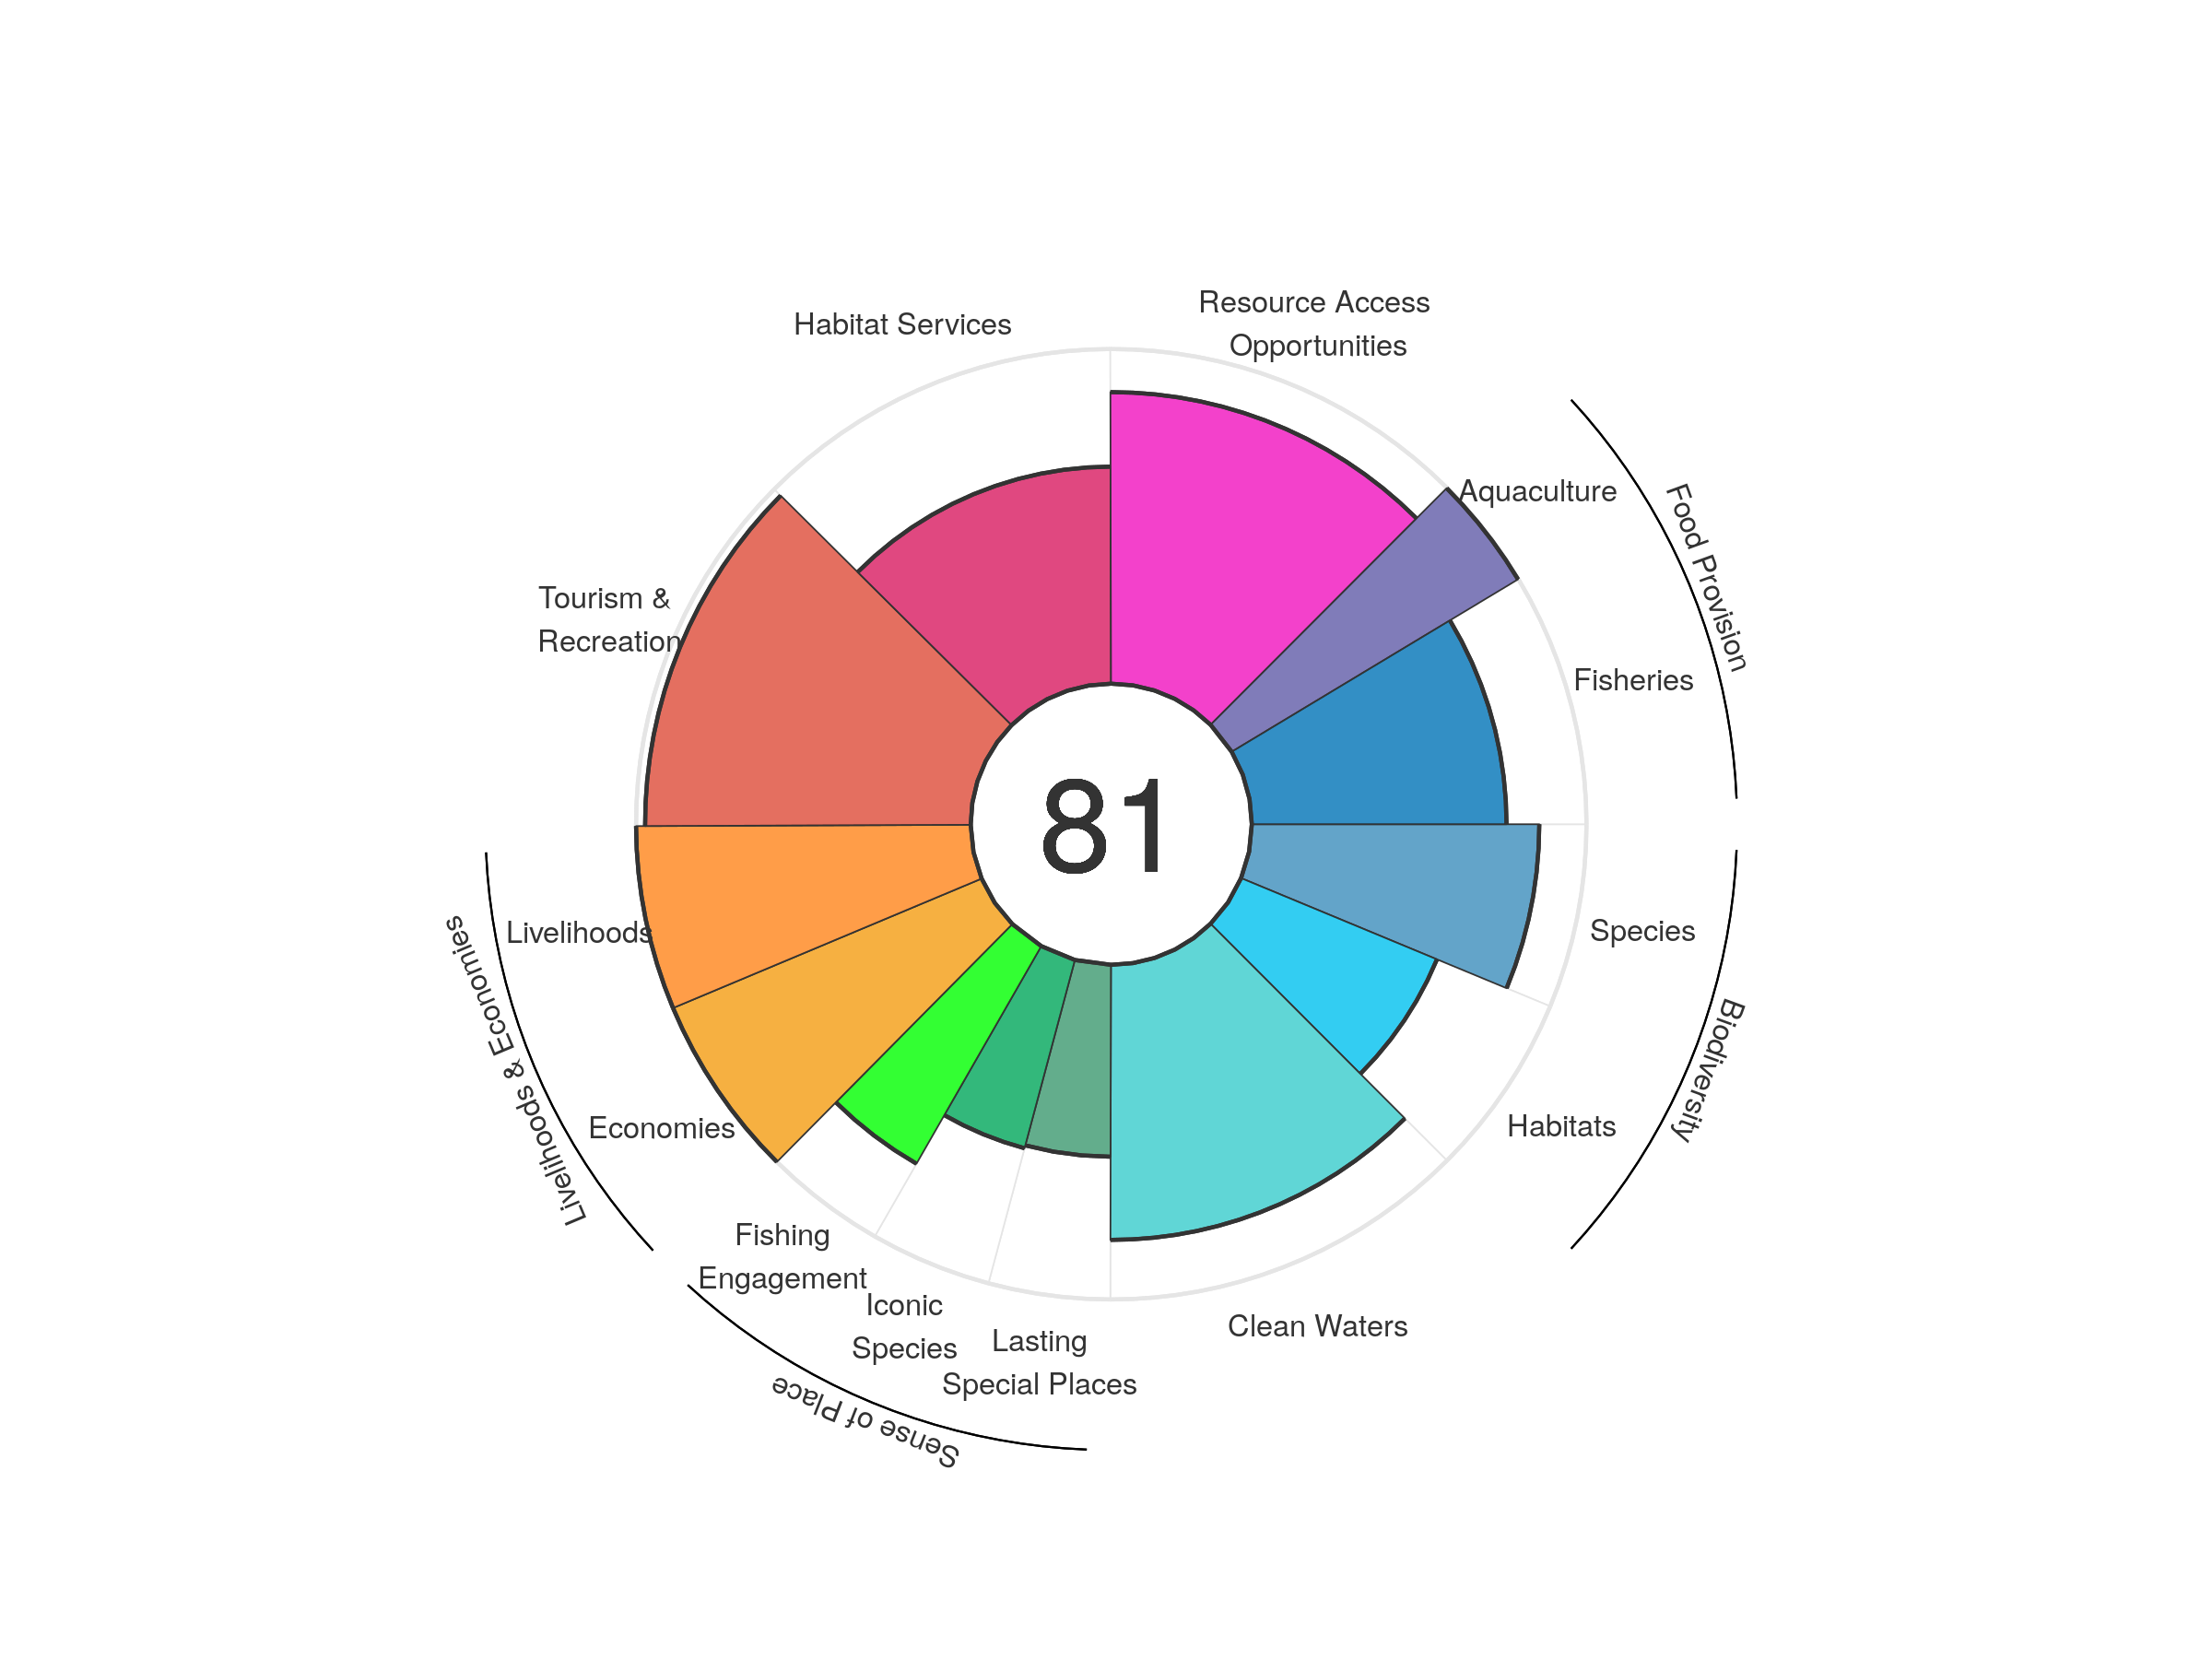 Resource Access
Opportunities
Habitat Services
Aquaculture
Food Provision
Tourism &
Recreation
Fisheries
81
Livelihoods
Species
Livelihoods & Economies
Biodiversity
Economies
Habitats
Fishing
Engagement
Iconic
Species
Lasting
Special Places
Clean Waters
Sense of Place